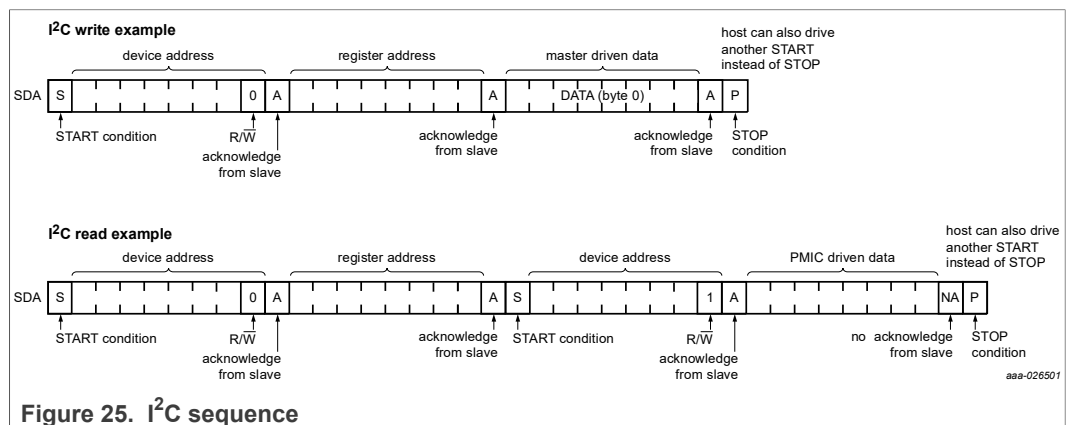 I²C write example
host can also drive
another START
instead of STOP
device address register address master driven data
SDA S 0 A A DATA (byte 0) A P
START condition R/W̅ acknowledge from slave acknowledge from slave acknowledge from slave STOP condition
I²C read example
host can also drive
another START
instead of STOP
device address register address device address PMIC driven data
SDA S 0 A A S 1 A NA P
START condition R/W̅ acknowledge from slave acknowledge from slave START condition R/W̅ acknowledge from slave no acknowledge from slave STOP condition
aaa-026501
Figure 25. I²C sequence